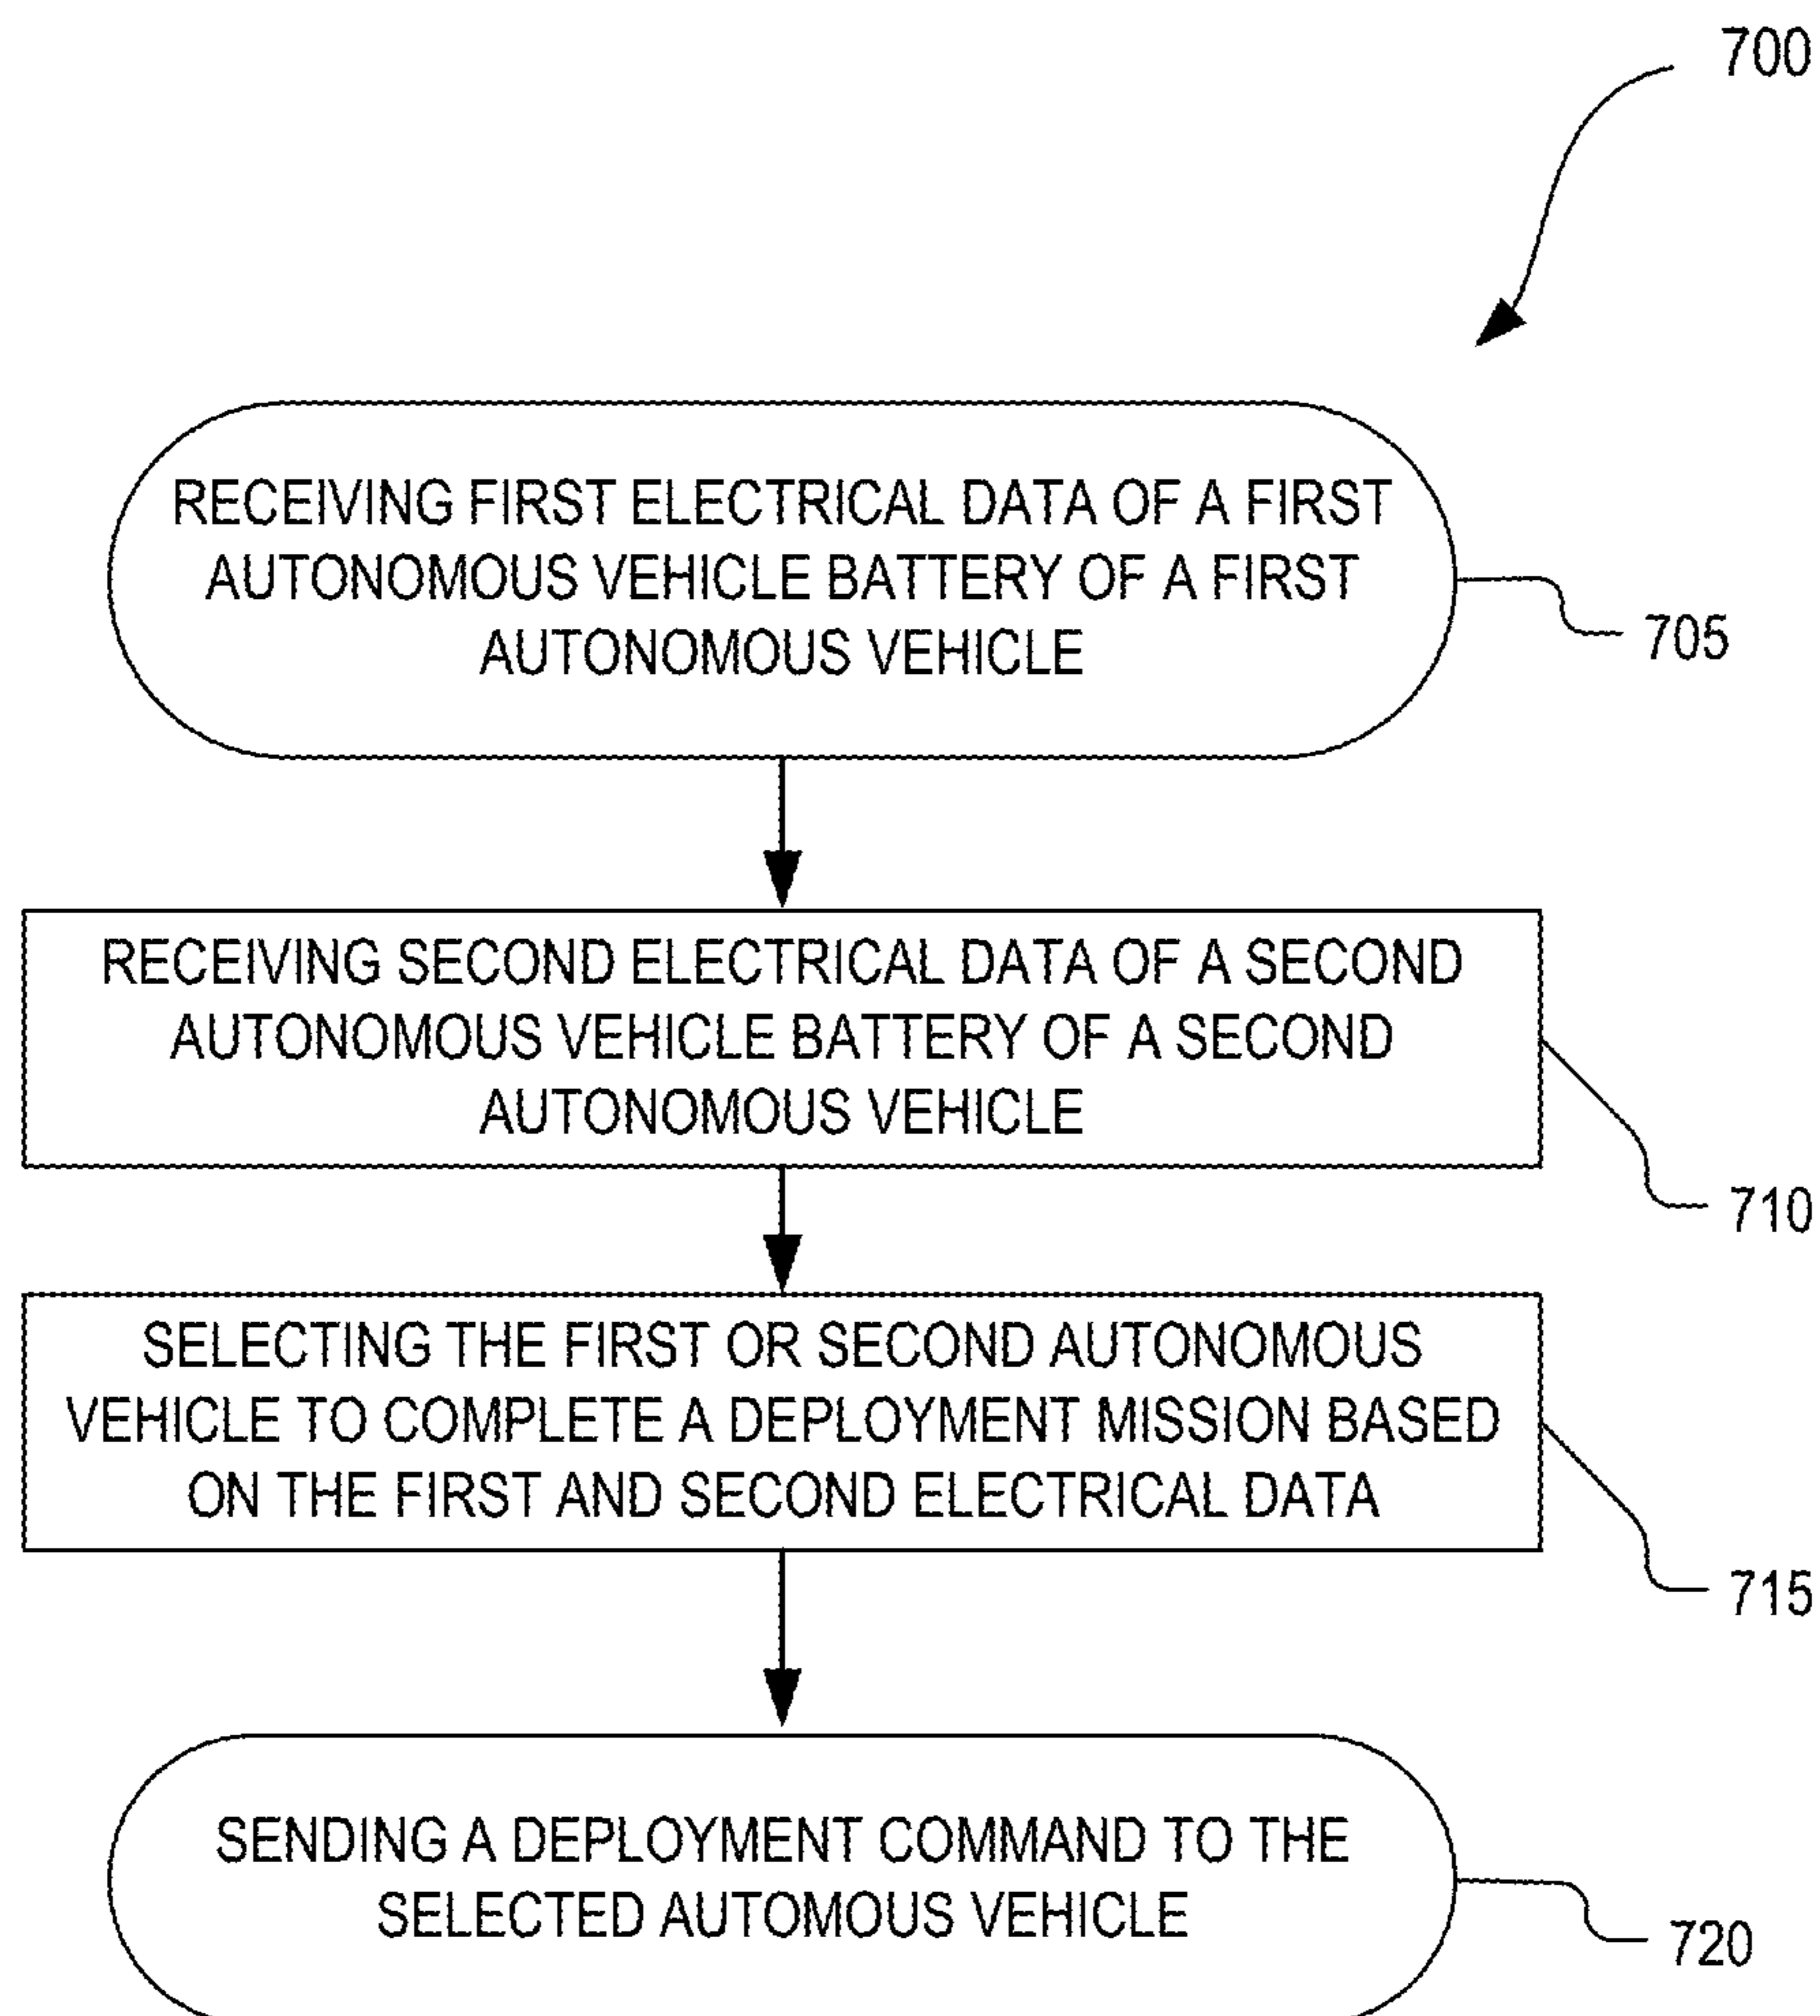 700
RECEIVING FIRST ELECTRICAL DATA OF A FIRST
AUTONOMOUS VEHICLE BATTERY OF A FIRST
AUTONOMOUS VEHICLE
705
RECEIVING SECOND ELECTRICAL DATA OF A SECOND
AUTONOMOUS VEHICLE BATTERY OF A SECOND
AUTONOMOUS VEHICLE
710
SELECTING THE FIRST OR SECOND AUTONOMOUS
VEHICLE TO COMPLETE A DEPLOYMENT MISSION BASED
ON THE FIRST AND SECOND ELECTRICAL DATA
715
SENDING A DEPLOYMENT COMMAND TO THE
SELECTED AUTOMOUS VEHICLE
720